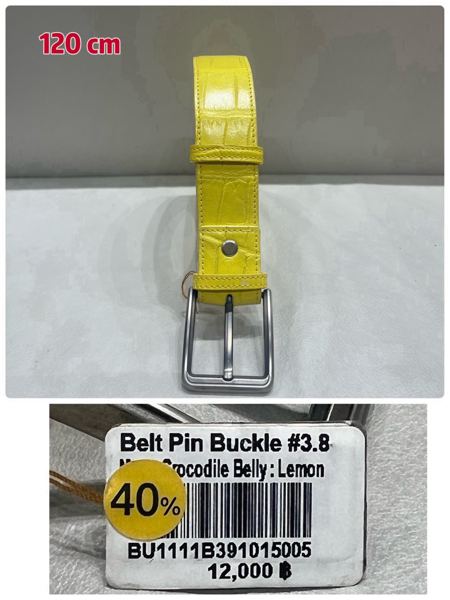 120 cm
Belt Pin Buckle #3.8
Crocodile Belly : Lemon
40%
BU1111B391015005
12,000 ฿